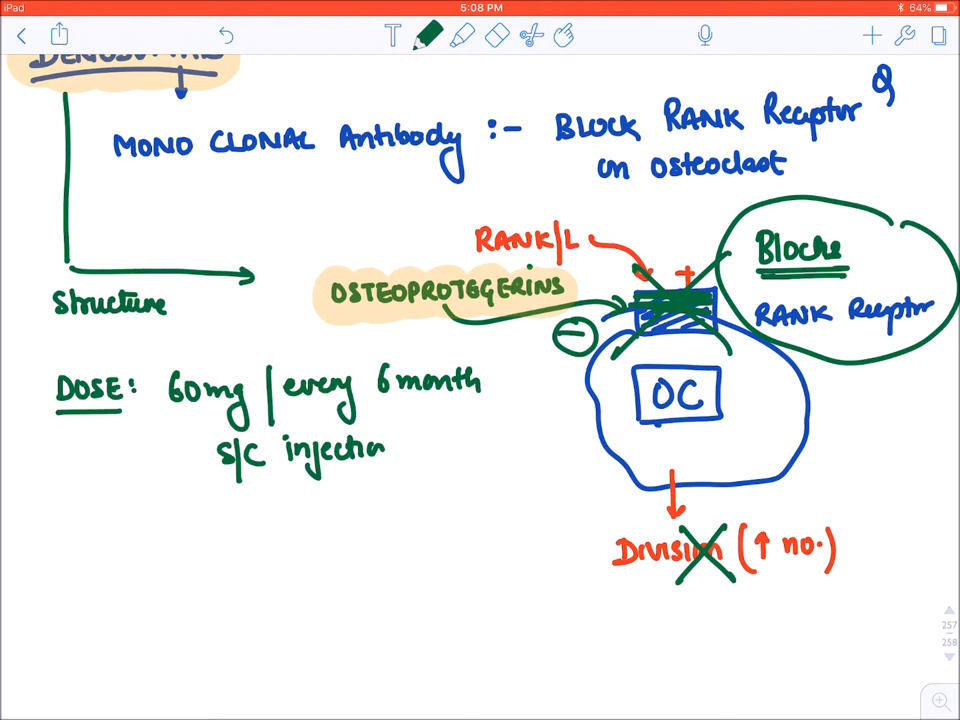 iPad 5:08 PM 64%
T
MONO CLONAL Antibody :- BLOCK RANK Receptor
on osteoclast
RANK/L +
Blocks
OSTEOPROTEGERINS
RANK Receptor
Structure
DOSE: 60mg | every 6 month
S/C injection
OC
Division (↑ no.)
257
258